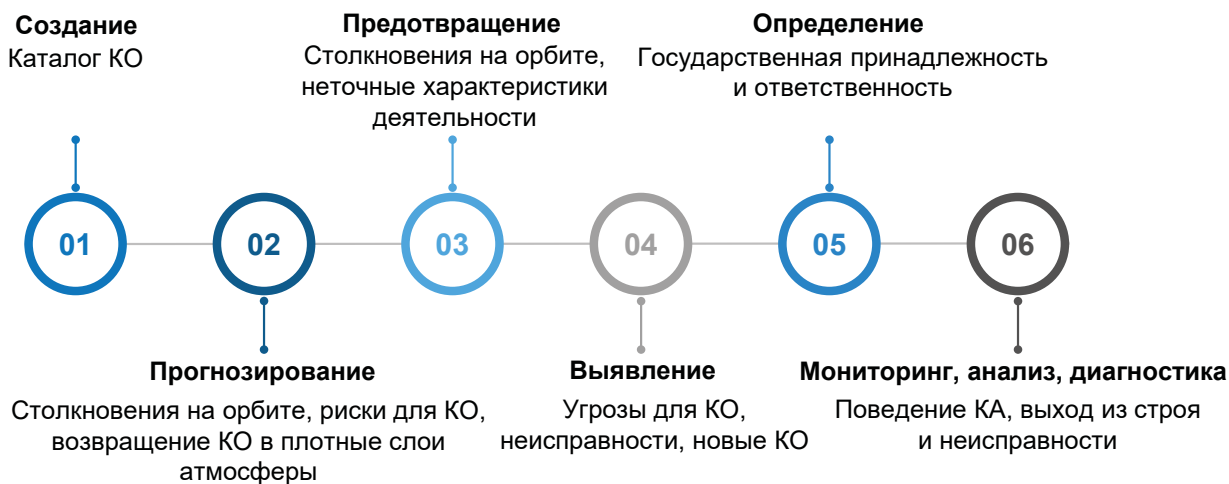 Создание
Каталог КО
Предотвращение
Столкновения на орбите,
неточные характеристики
деятельности
Определение
Государственная принадлежность
и ответственность
01
02
03
04
05
06
Прогнозирование
Столкновения на орбите, риски для КО,
возвращение КО в плотные слои
атмосферы
Выявление
Угрозы для КО,
неисправности, новые КО
Мониторинг, анализ, диагностика
Поведение КА, выход из строя
и неисправности